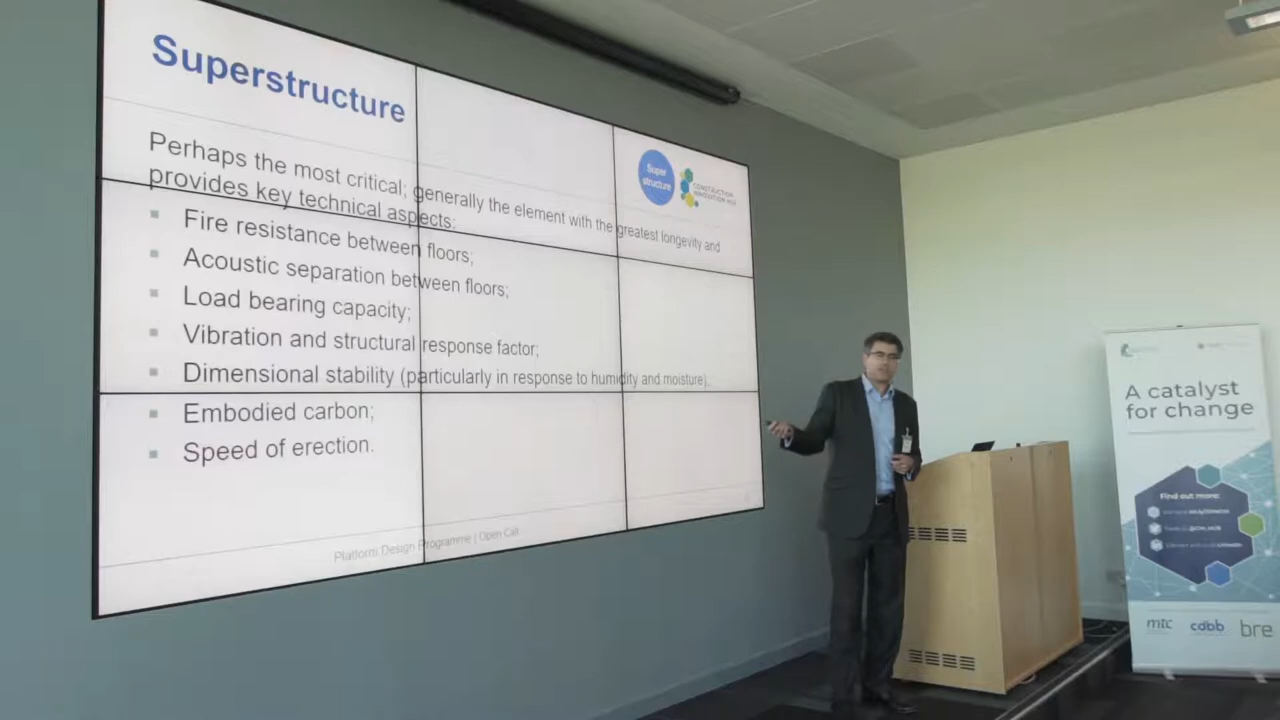 Superstructure
Super
structure
CONSTRUCTION
INNOVATION HUB
Perhaps the most critical; generally the element with the greatest longevity and
provides key technical aspects:
Fire resistance between floors;
Acoustic separation between floors;
Load bearing capacity;
Vibration and structural response factor;
Dimensional stability (particularly in response to humidity and moisture).
Embodied carbon;
Speed of erection.
Platform Design Programme | Open Call
A catalyst
for change
Find out more:
mtc cdbb bre